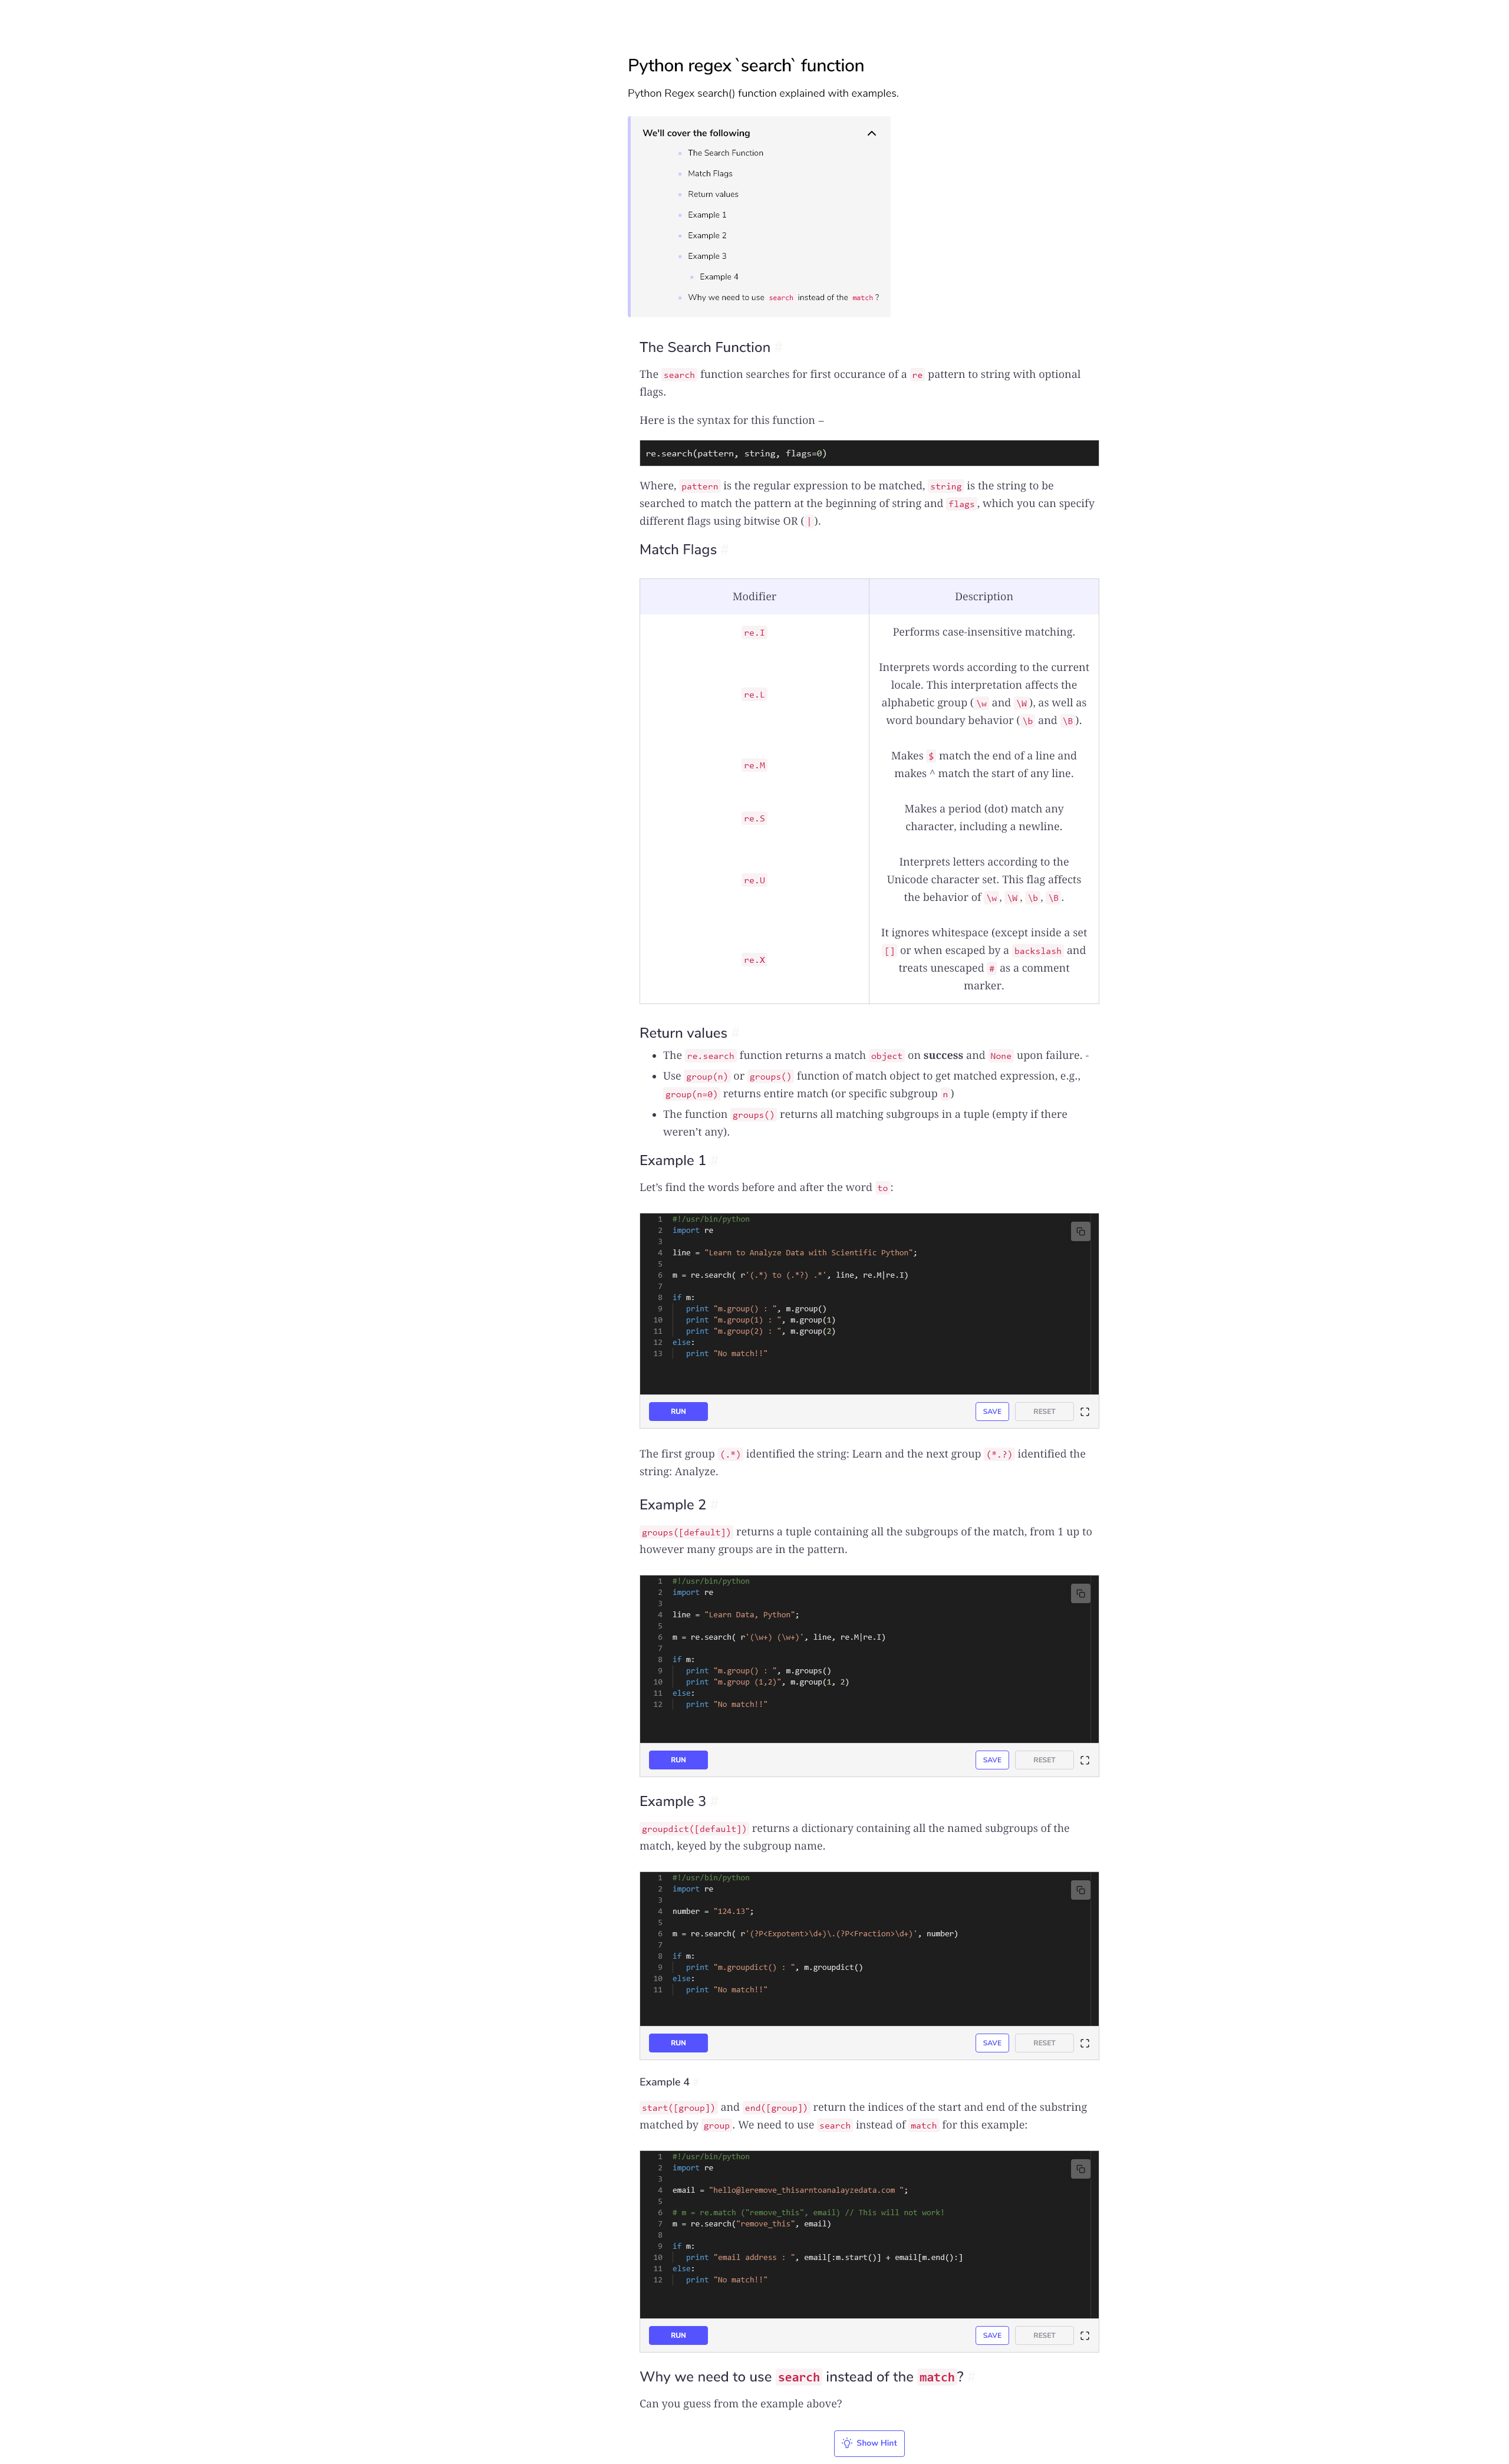 Python regex `search` function
Python Regex search() function explained with examples.
We'll cover the following
The Search Function
Match Flags
Return values
Example 1
Example 2
Example 3
Example 4
Why we need to use search instead of the match ?
The Search Function
The search function searches for first occurance of a re pattern to string with optional
flags.
Here is the syntax for this function –
re.search(pattern, string, flags=0)
Where, pattern is the regular expression to be matched, string is the string to be
searched to match the pattern at the beginning of string and flags, which you can specify
different flags using bitwise OR (|).
Match Flags
Modifier Description
re.I Performs case-insensitive matching.
re.L Interprets words according to the current
locale. This interpretation affects the
alphabetic group (\w and \W), as well as
word boundary behavior (\b and \B).
re.M Makes $ match the end of a line and
makes ^ match the start of any line.
re.S Makes a period (dot) match any
character, including a newline.
re.U Interprets letters according to the
Unicode character set. This flag affects
the behavior of \w, \W, \b, \B.
re.X It ignores whitespace (except inside a set
[] or when escaped by a backslash and
treats unescaped # as a comment
marker.
Return values
• The re.search function returns a match object on success and None upon failure. -
• Use group(n) or groups() function of match object to get matched expression, e.g.,
group(n=0) returns entire match (or specific subgroup n)
• The function groups() returns all matching subgroups in a tuple (empty if there
weren't any).
Example 1
Let's find the words before and after the word to:
1 #!/usr/bin/python
2 import re
3
4 line = "Learn to Analyze Data with Scientific Python";
5
6 m = re.search( r'(.*) to (.*?) .*', line, re.M|re.I)
7
8 if m:
9 print "m.group() : ", m.group()
10 print "m.group(1) : ", m.group(1)
11 print "m.group(2) : ", m.group(2)
12 else:
13 print "No match!!"
RUN SAVE RESET
The first group (.*) identified the string: Learn and the next group (*.?) identified the
string: Analyze.
Example 2
groups([default]) returns a tuple containing all the subgroups of the match, from 1 up to
however many groups are in the pattern.
1 #!/usr/bin/python
2 import re
3
4 line = "Learn Data, Python";
5
6 m = re.search( r'(\w+) (\w+)', line, re.M|re.I)
7
8 if m:
9 print "m.group() : ", m.groups()
10 print "m.group (1,2)", m.group(1, 2)
11 else:
12 print "No match!!"
RUN SAVE RESET
Example 3
groupdict([default]) returns a dictionary containing all the named subgroups of the
match, keyed by the subgroup name.
1 #!/usr/bin/python
2 import re
3
4 number = "124.13";
5
6 m = re.search( r'(?P<Expotent>\d+)\.(?P<Fraction>\d+)', number)
7
8 if m:
9 print "m.groupdict() : ", m.groupdict()
10 else:
11 print "No match!!"
RUN SAVE RESET
Example 4
start([group]) and end([group]) return the indices of the start and end of the substring
matched by group. We need to use search instead of match for this example:
1 #!/usr/bin/python
2 import re
3
4 email = "hello@leremove_thisarntoanalayzedata.com ";
5
6 # m = re.match ("remove_this", email) // This will not work!
7 m = re.search("remove_this", email)
8
9 if m:
10 print "email address : ", email[:m.start()] + email[m.end():]
11 else:
12 print "No match!!"
RUN SAVE RESET
Why we need to use search instead of the match?
Can you guess from the example above?
Show Hint